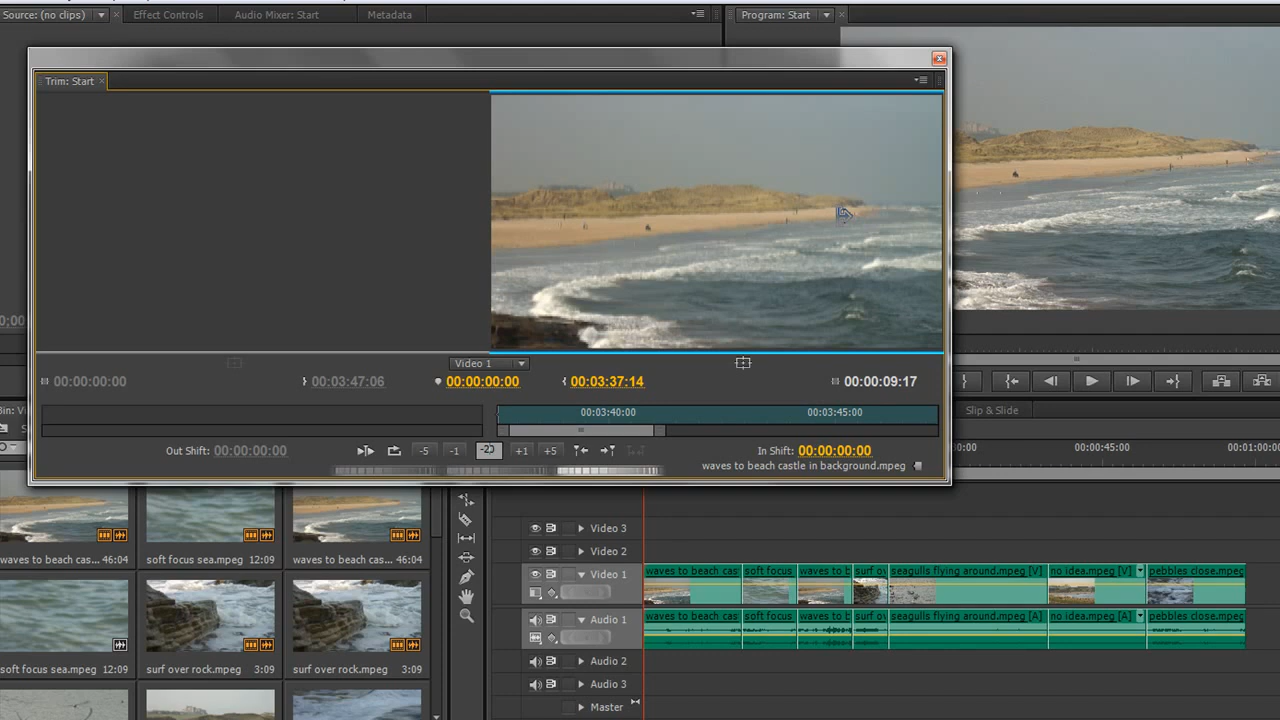 Source: (no clips)
Effect Controls
Audio Mixer: Start
Metadata
Program: Start
Trim: Start
Video 1
00:00:00:00
00:03:47:06
00:00:00:00
00:03:37:14
00:00:09:17
00:03:40:00
00:03:45:00
Out Shift: 00:00:00:00
-5
-1
-20
+1
+5
In Shift: 00:00:00:00
waves to beach castle in background.mpeg
Bin: Vi
Slip & Slide
00:00
00:00:45:00
00:01:00:00
waves to beach cas... 46:04
soft focus sea.mpeg 12:09
waves to beach cas... 46:04
soft focus sea.mpeg 12:09
surf over rock.mpeg 3:09
surf over rock.mpeg 3:09
Video 3
Video 2
Video 1
waves to beach cas
soft focus
waves to b
surf ov
seagulls flying around.mpeg [V]
no idea.mpeg [V]
pebbles close.mpeg
Audio 1
waves to beach cas
soft focus
waves to b
surf ov
seagulls flying around.mpeg [A]
no idea.mpeg [A]
pebbles close.mpeg
Audio 2
Audio 3
Master